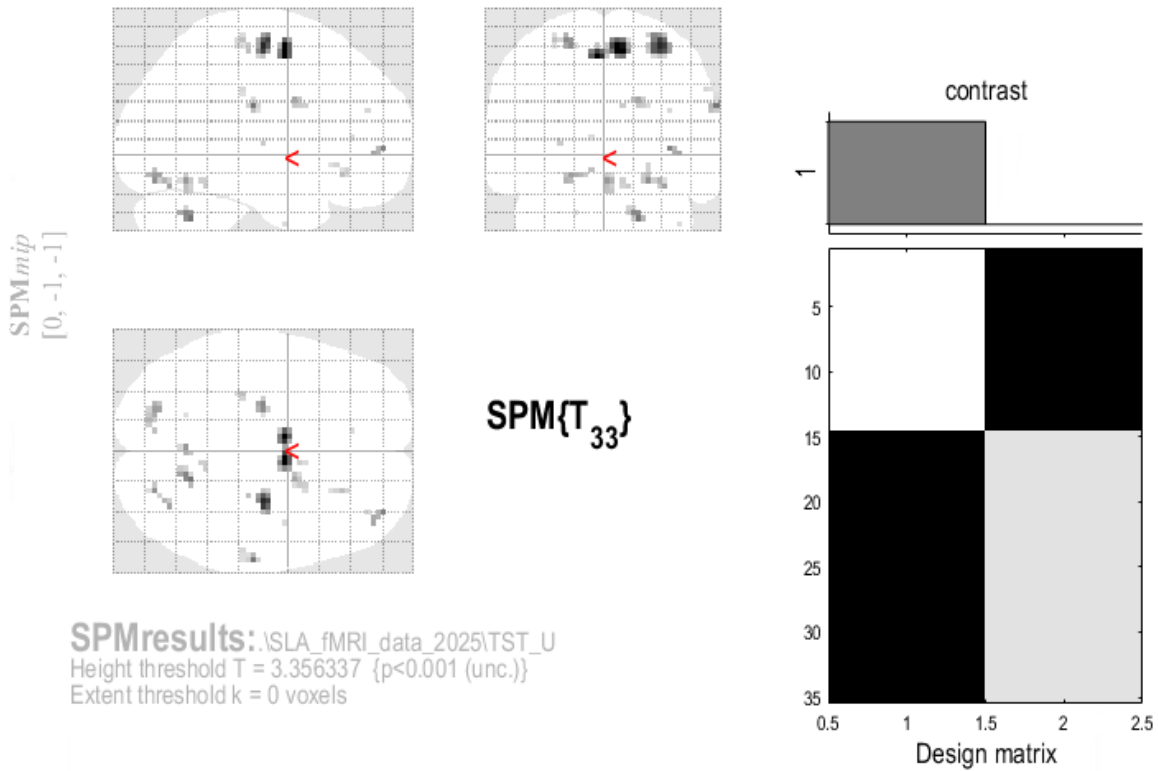 SPMmip
[0, -1, -1]
<
<
<
SPM{T33}
SPMresults: .\SLA_fMRI_data_2025\TST_U
Height threshold T = 3.356337 {p<0.001 (unc.)}
Extent threshold k = 0 voxels
contrast
1
5
10
15
20
25
30
35
0.5 1 1.5 2 2.5
Design matrix